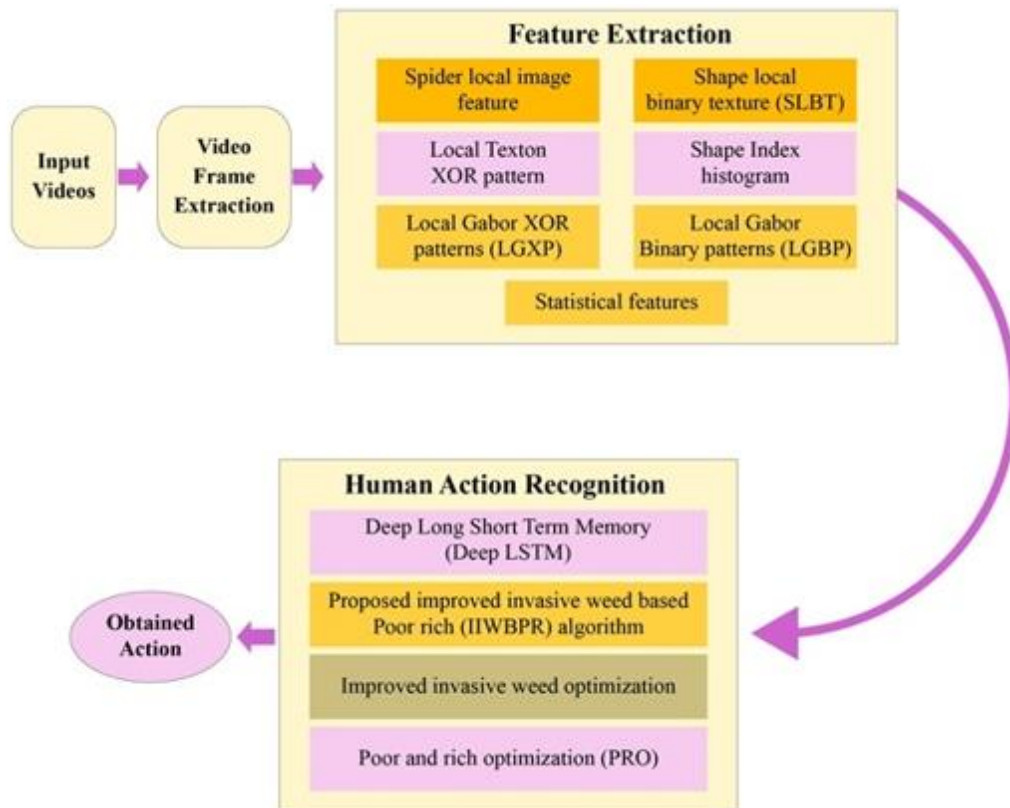 Feature Extraction
Spider local image
feature
Shape local
binary texture (SLBT)
Input
Videos
Video
Frame
Extraction
Local Texton
XOR pattern
Shape Index
histogram
Local Gabor XOR
patterns (LGXP)
Local Gabor
Binary patterns (LGBP)
Statistical features
Human Action Recognition
Deep Long Short Term Memory
(Deep LSTM)
Proposed improved invasive weed based
Poor rich (IIWBPR) algorithm
Improved invasive weed optimization
Poor and rich optimization (PRO)
Obtained
Action